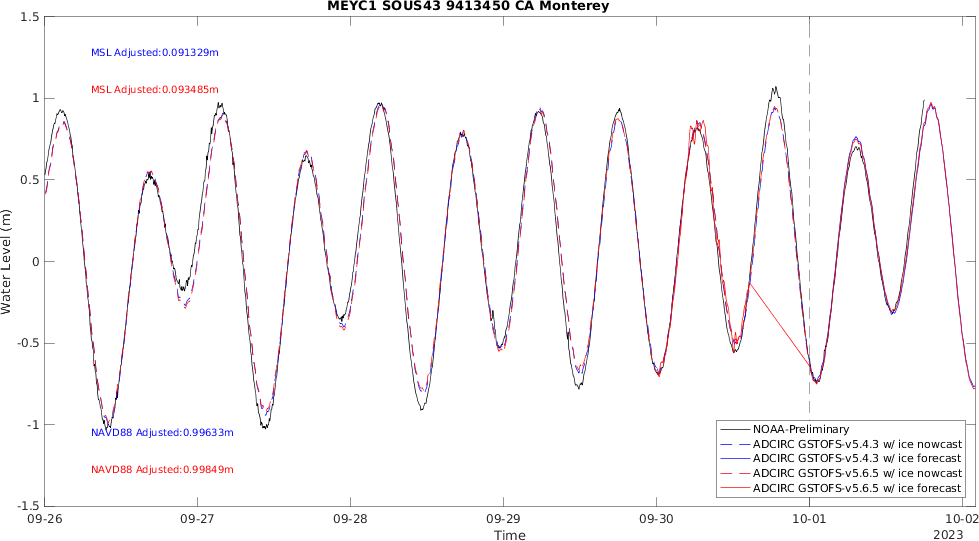 MEYC1 SOUS43 9413450 CA Monterey
1.5
MSL Adjusted:0.091329m
MSL Adjusted:0.093485m
1
0.5
0
-0.5
-1
-1.5
Water Level (m)
NAVD88 Adjusted:0.99633m
NAVD88 Adjusted:0.99849m
NOAA-Preliminary
ADCIRC GSTOFS-v5.4.3 w/ ice nowcast
ADCIRC GSTOFS-v5.4.3 w/ ice forecast
ADCIRC GSTOFS-v5.6.5 w/ ice nowcast
ADCIRC GSTOFS-v5.6.5 w/ ice forecast
09-26 09-27 09-28 09-29 09-30 10-01 10-02
Time
2023